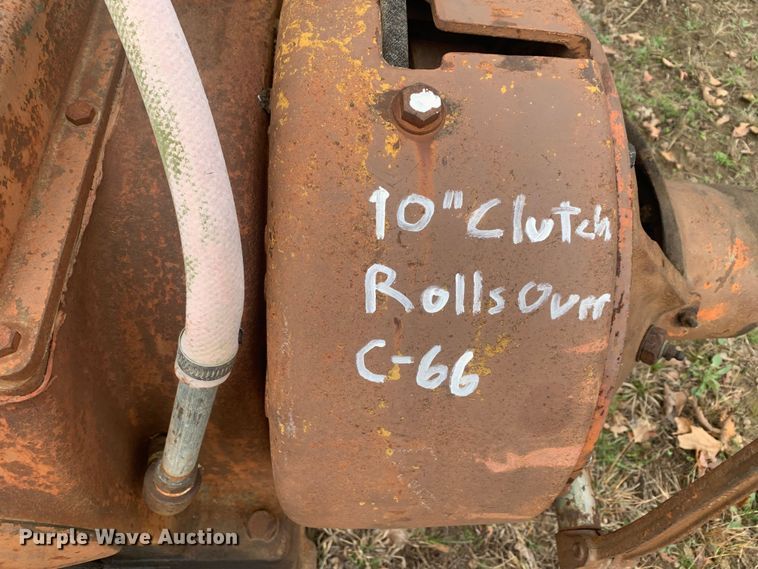 10" Clutch
Rolls Over
C-66
Purple Wave Auction